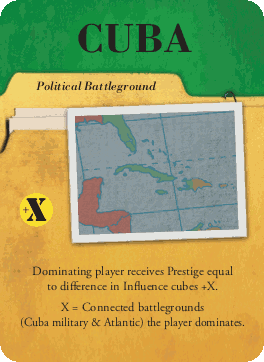 CUBA
Political Battleground
+X
Dominating player receives Prestige equal
to difference in Influence cubes +X.
X = Connected battlegrounds
(Cuba military & Atlantic) the player dominates.